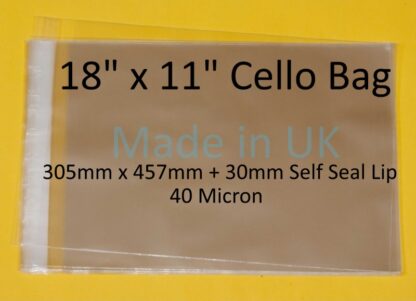 18" x 11" Cello Bag
Made in UK
305mm x 457mm + 30mm Self Seal Lip
40 Micron